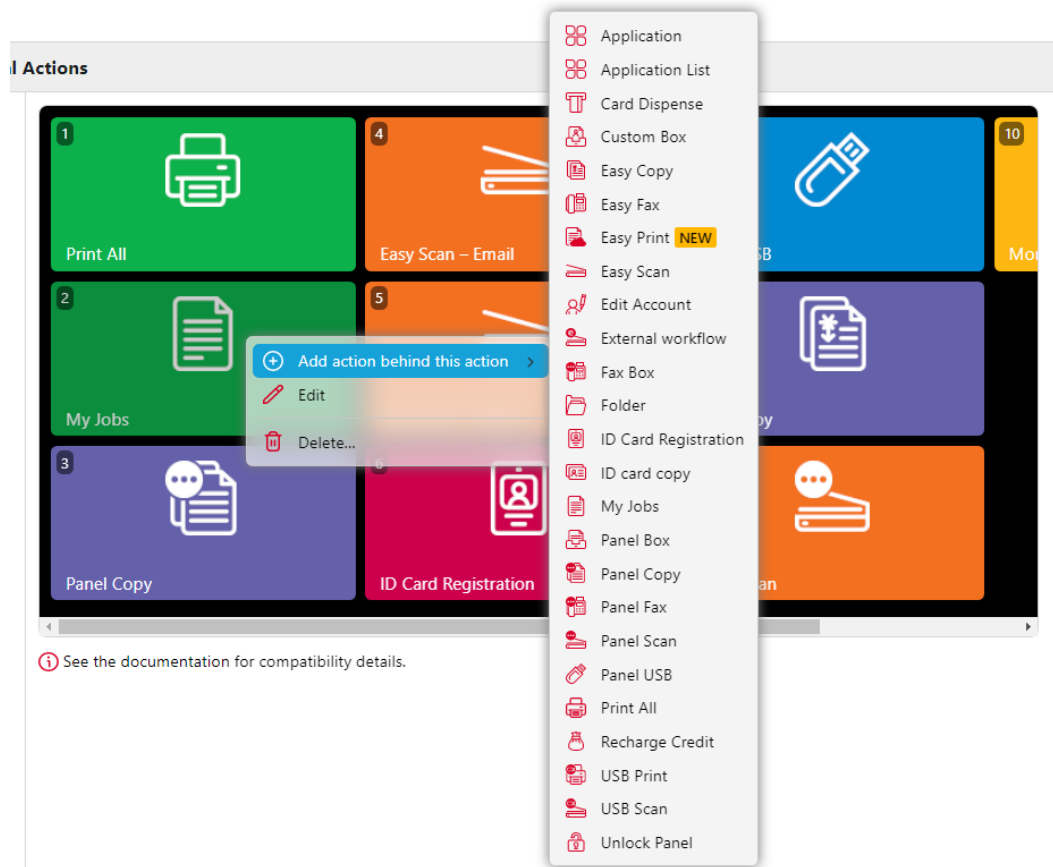 l Actions
1
Print All
4
Easy Scan – Email
SB
10
Mo
2
My Jobs
5
py
3
Panel Copy
6
ID Card Registration
an
Add action behind this action
Edit
Delete...
Application
Application List
Card Dispense
Custom Box
Easy Copy
Easy Fax
Easy Print NEW
Easy Scan
Edit Account
External workflow
Fax Box
Folder
ID Card Registration
ID card copy
My Jobs
Panel Box
Panel Copy
Panel Fax
Panel Scan
Panel USB
Print All
Recharge Credit
USB Print
USB Scan
Unlock Panel
See the documentation for compatibility details.